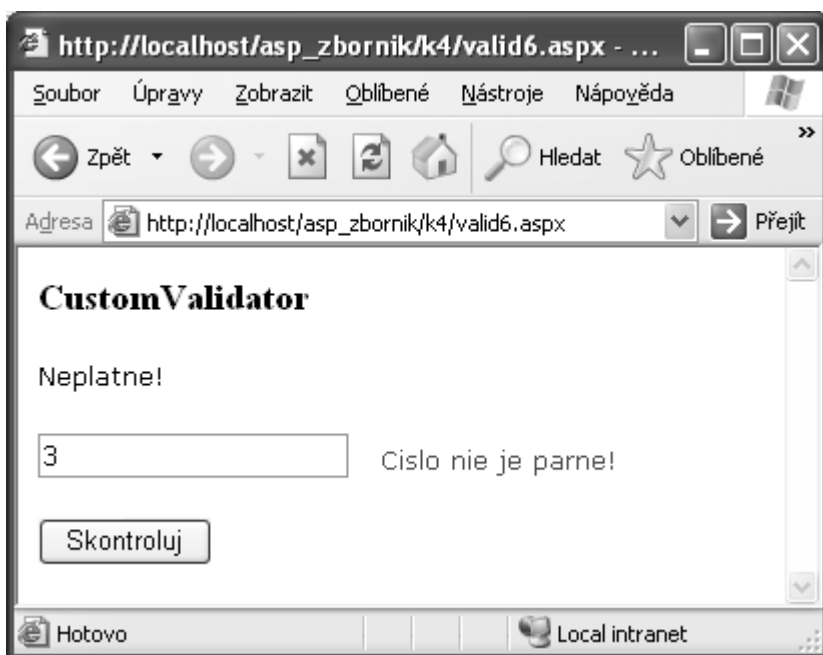 http://localhost/asp_zbornik/k4/valid6.aspx - ...
Soubor Úpravy Zobrazit Oblíbené Nástroje Nápověda
Zpět Hledat Oblíbené »
Adresa http://localhost/asp_zbornik/k4/valid6.aspx Přejít
CustomValidator
Neplatne!
3 Cislo nie je parne!
Skontroluj
Hotovo Local intranet